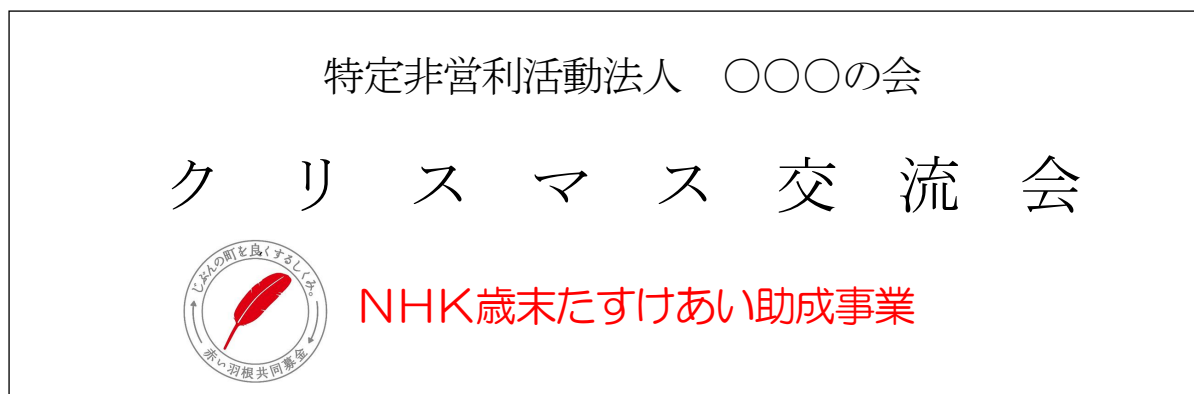 特定非営利活動法人　○○○の会
クリスマス交流会
じぶんの町を良くするしくみ。
赤い羽根共同募金
NHK歳末たすけあい助成事業